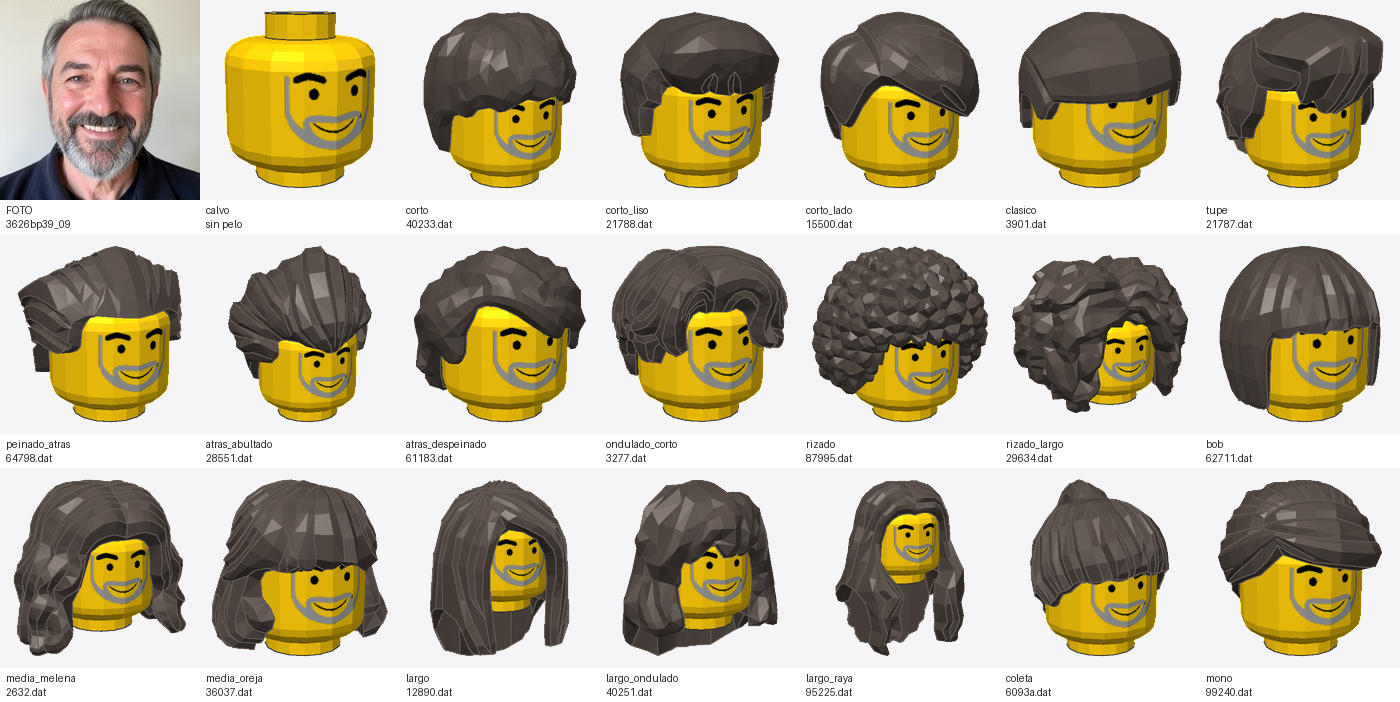 FOTO
3626bp39_09
calvo
sin pelo
corto
40233.dat
corto_liso
21788.dat
corto_lado
15500.dat
clasico
3901.dat
tupe
21787.dat
peinado_atras
64798.dat
atras_abultado
28551.dat
atras_despeinado
61183.dat
ondulado_corto
3277.dat
rizado
87995.dat
rizado_largo
29634.dat
bob
62711.dat
media_melena
2632.dat
media_oreja
36037.dat
largo
12890.dat
largo_ondulado
40251.dat
largo_raya
95225.dat
coleta
6093a.dat
mono
99240.dat